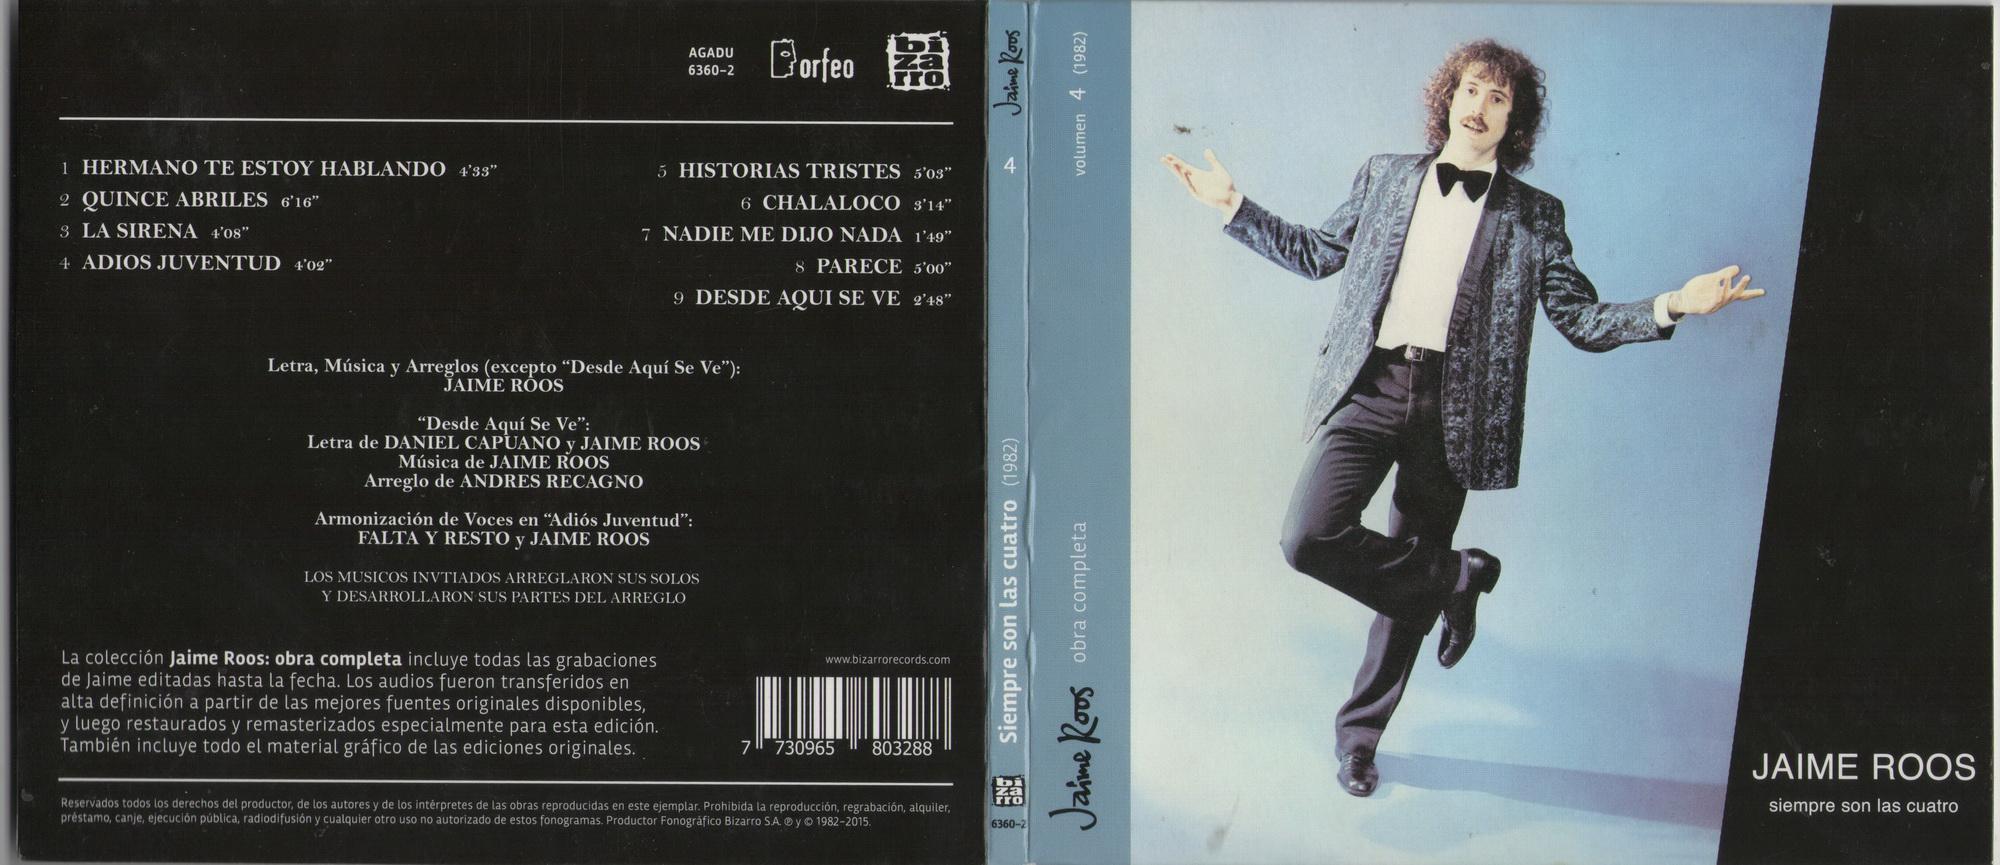 AGADU
6360-2
orfeo
bi
za
rro
1 HERMANO TE ESTOY HABLANDO 4'33"
2 QUINCE ABRILES 6'16"
3 LA SIRENA 4'08"
4 ADIOS JUVENTUD 4'02"
5 HISTORIAS TRISTES 5'03"
6 CHALALOCO 3'14"
7 NADIE ME DIJO NADA 1'49"
8 PARECE 5'00"
9 DESDE AQUI SE VE 2'48"
Letra, Música y Arreglos (excepto “Desde Aquí Se Ve”):
JAIME ROOS
“Desde Aquí Se Ve”:
Letra de DANIEL CAPUANO y JAIME ROOS
Música de JAIME ROOS
Arreglo de ANDRES RECAGNO
Armonización de Voces en “Adiós Juventud”:
FALTA Y RESTO y JAIME ROOS
LOS MUSICOS INVTIADOS ARREGLARON SUS SOLOS
Y DESARROLLARON SUS PARTES DEL ARREGLO
La colección Jaime Roos: obra completa incluye todas las grabaciones
de Jaime editadas hasta la fecha. Los audios fueron transferidos en
alta definición a partir de las mejores fuentes originales disponibles,
y luego restaurados y remasterizados especialmente para esta edición.
También incluye todo el material gráfico de las ediciones originales.
www.bizarrorecords.com
7 730965 803288
Reservados todos los derechos del productor, de los autores y de los intérpretes de las obras reproducidas en este ejemplar. Prohibida la reproducción, regrabación, alquiler,
préstamo, canje, ejecución pública, radiodifusión y cualquier otro uso no autorizado de estos fonogramas. Productor Fonográfico Bizarro S.A. ℗ y © 1982-2015.
Jaime Roos
4
Siempre son las cuatro (1982)
bi
za
rro
6360-2
Jaime Roos obra completa volumen 4 (1982)
JAIME ROOS
siempre son las cuatro